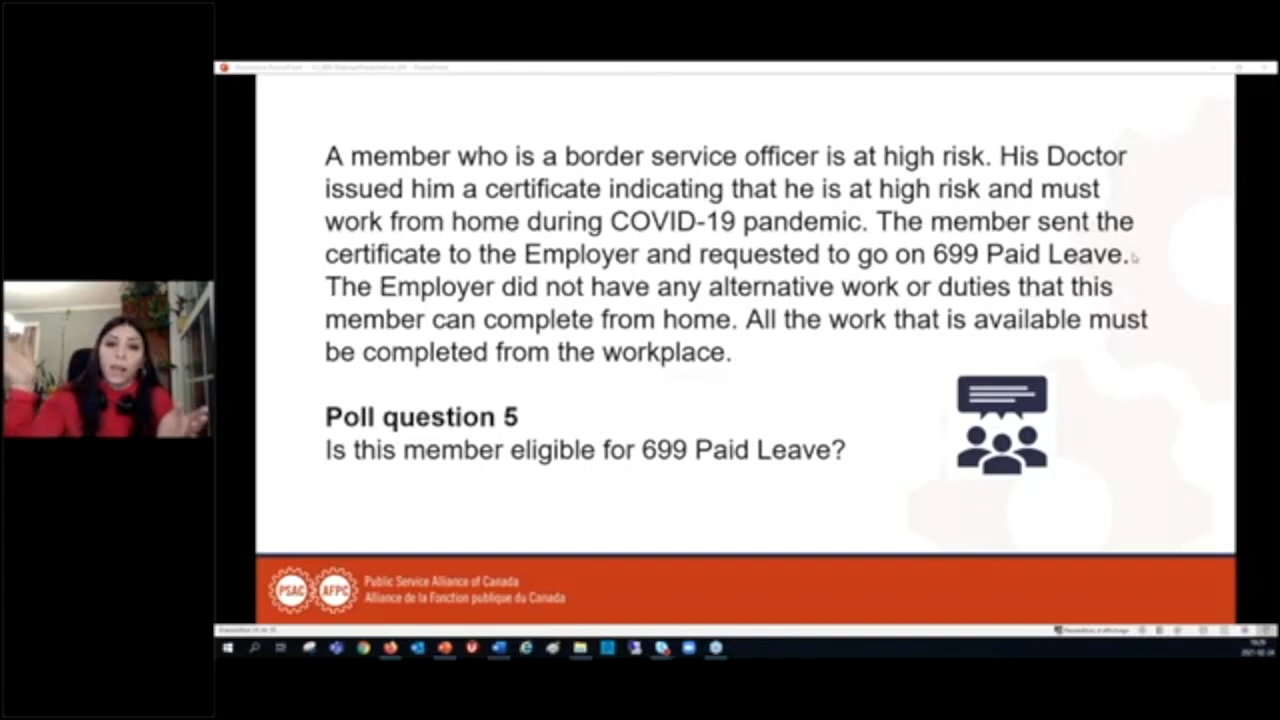 A member who is a border service officer is at high risk. His Doctor
issued him a certificate indicating that he is at high risk and must
work from home during COVID-19 pandemic. The member sent the
certificate to the Employer and requested to go on 699 Paid Leave.
The Employer did not have any alternative work or duties that this
member can complete from home. All the work that is available must
be completed from the workplace.
Poll question 5
Is this member eligible for 699 Paid Leave?
PSAC AFPC
Public Service Alliance of Canada
Alliance de la Fonction publique du Canada